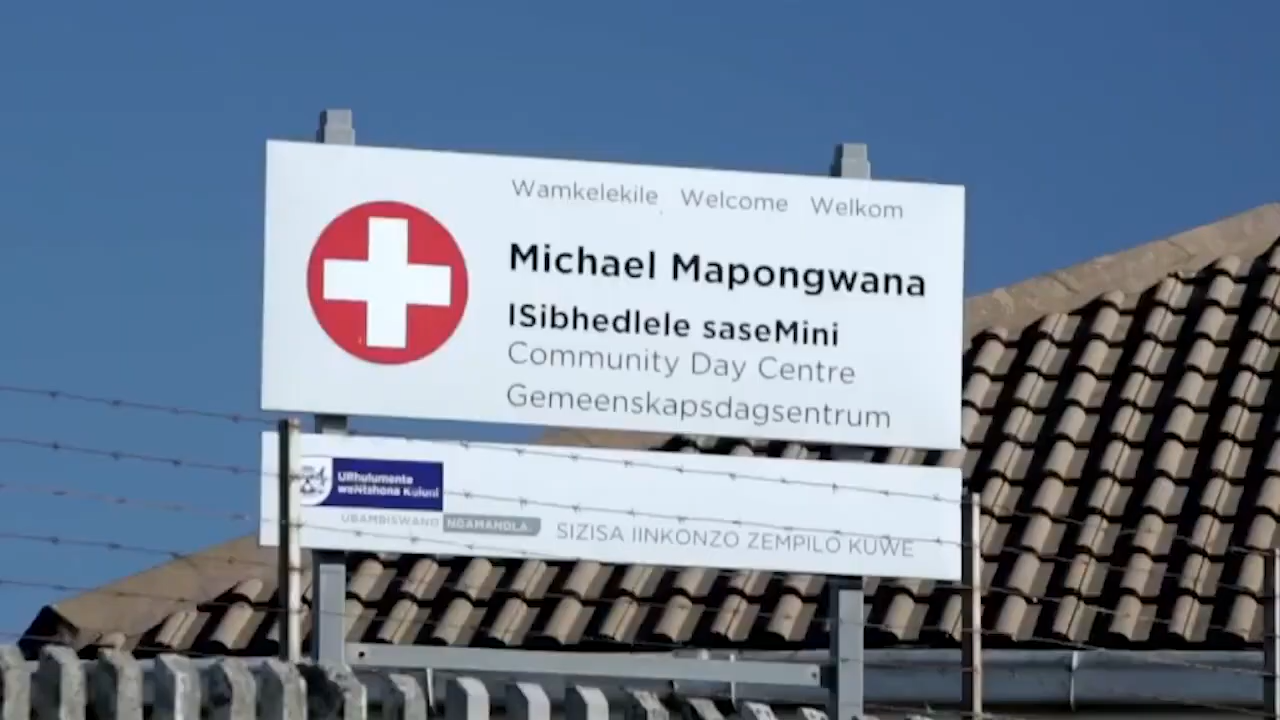 Wamkelekile Welcome Welkom
Michael Mapongwana
ISibhedlele saseMini
Community Day Centre
Gemeenskapsdagsentrum
URhulumente
weNtshona Koloni
UBAMBISWANO NGAMANDLA.
SIZISA IINKONZO ZEMPILO KUWE